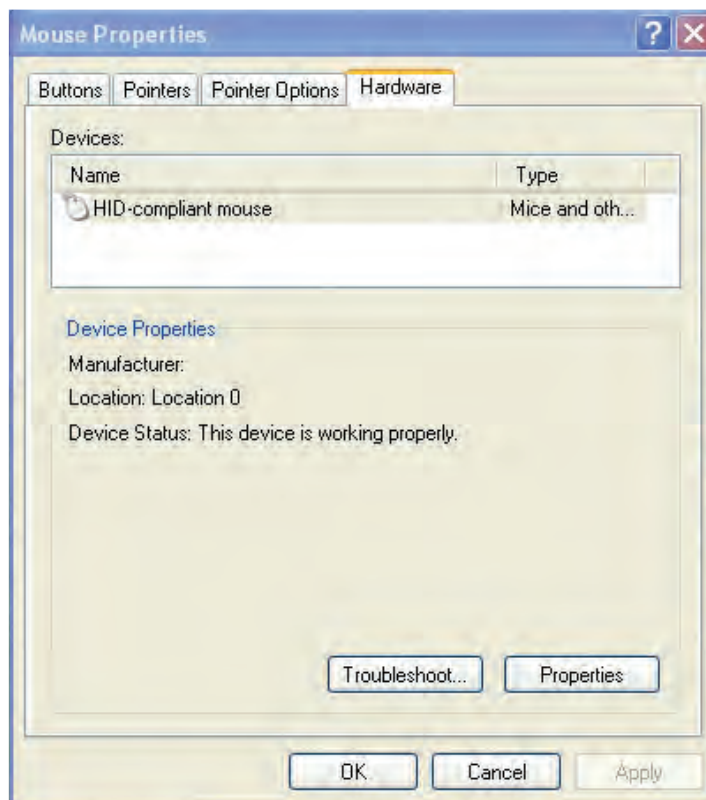 Mouse Properties
?
Buttons Pointers Pointer Options Hardware
Devices:
Name Type
HID-compliant mouse Mice and oth...
Device Properties
Manufacturer:
Location: Location 0
Device Status: This device is working properly.
Troubleshoot... Properties
OK Cancel Apply